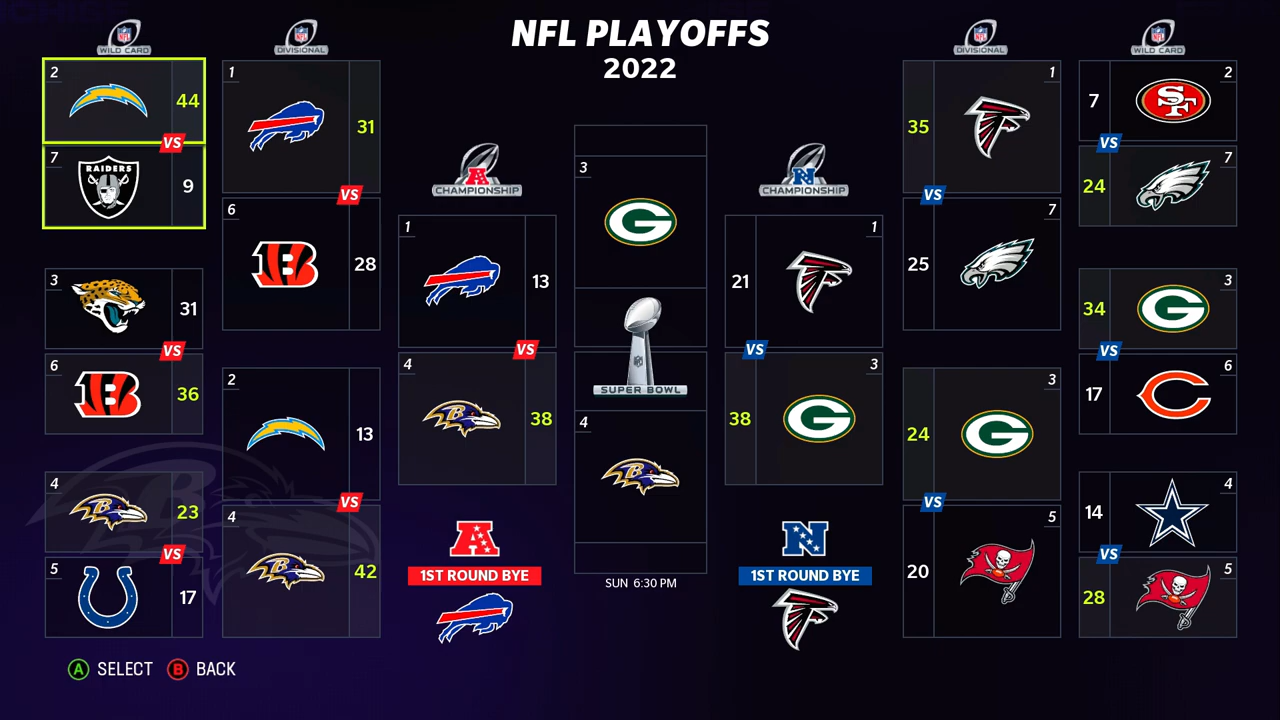 NFL PLAYOFFS
2022
WILD CARD
DIVISIONAL
DIVISIONAL
WILD CARD
2
44
VS
7
RAIDERS
9
3
31
VS
6
B
36
4
23
VS
5
17
1
31
VS
6
B
28
2
13
VS
4
B
42
A
CHAMPIONSHIP
1
13
VS
4
B
38
3
G
NFL
SUPER BOWL
4
B
SUN 6:30 PM
N
CHAMPIONSHIP
1
21
VS
3
38
G
1
35
VS
7
25
3
24
G
VS
5
20
2
7
SF
VS
7
24
3
34
G
VS
6
17
C
4
14
VS
5
28
A
1ST ROUND BYE
N
1ST ROUND BYE
A SELECT B BACK